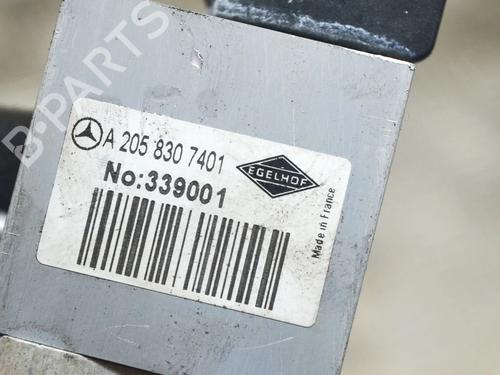 B-PARTS
A 205 830 7401
No:339001
EGELHOF
Made in France